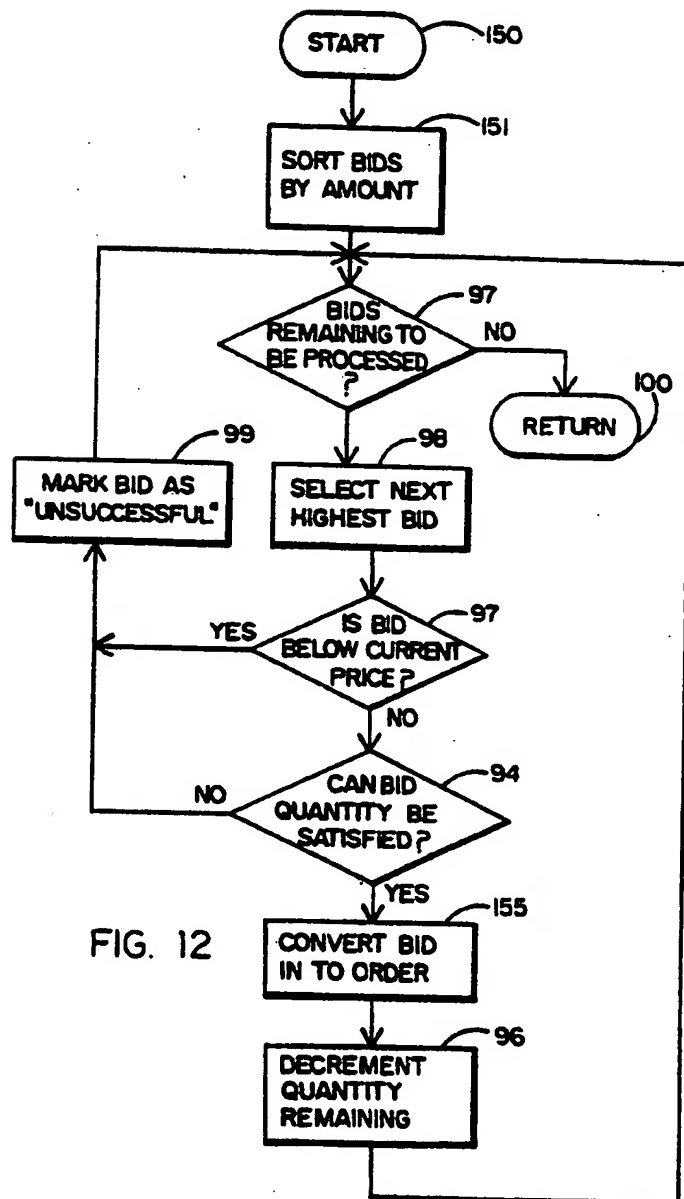 START
150
151
SORT BIDS
BY AMOUNT
97
BIDS
REMAINING TO
BE PROCESSED
?
NO
100
RETURN
99
MARK BID AS
"UNSUCCESSFUL"
98
SELECT NEXT
HIGHEST BID
97
YES
IS BID
BELOW CURRENT
PRICE?
NO
94
NO
CAN BID
QUANTITY BE
SATISFIED?
YES
155
FIG. 12
CONVERT BID
IN TO ORDER
96
DECREMENT
QUANTITY
REMAINING